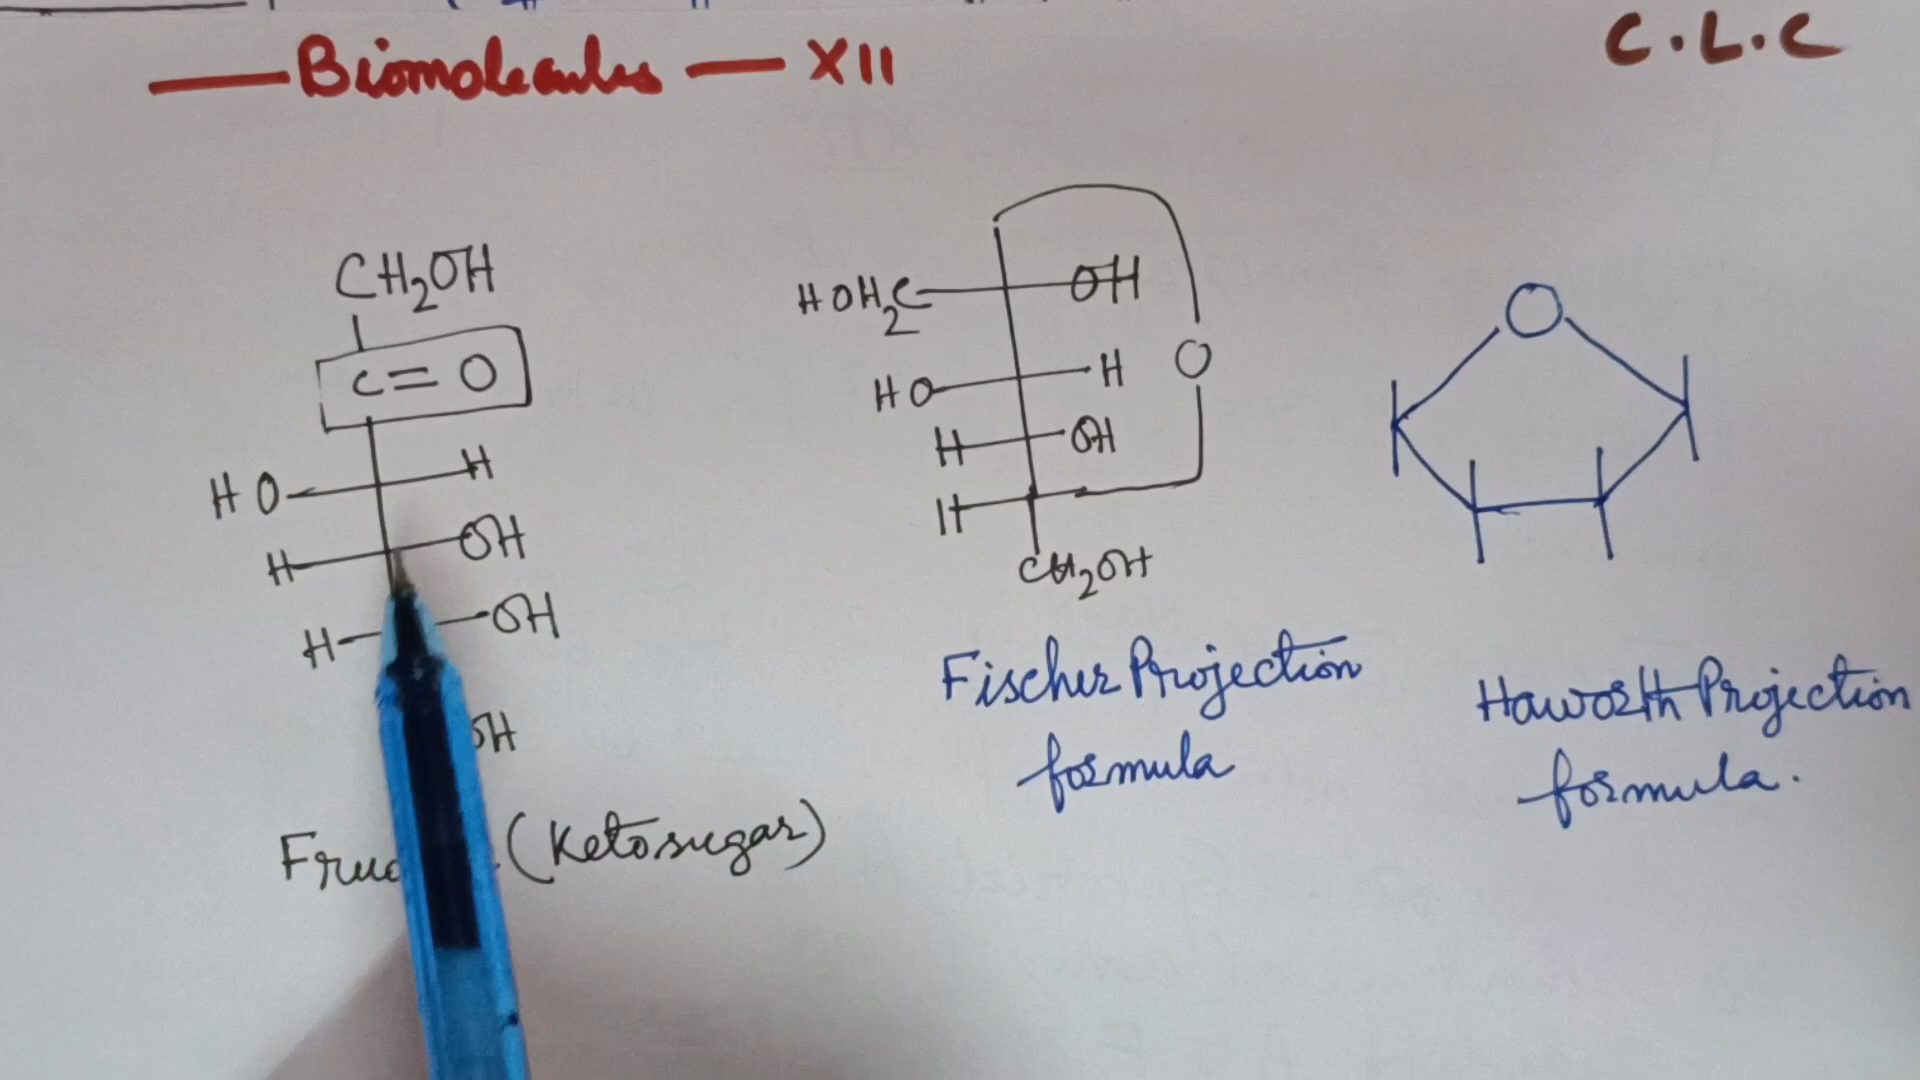 Biomolecules — XII
C.L.C
CH2OH
C=O
HO H
H OH
H OH
OH
(Ketosugar)
HOH2C OH
HO H
H OH
O
H
CH2OH
Fischer Projection
formula
O
Haworth Projection
formula.